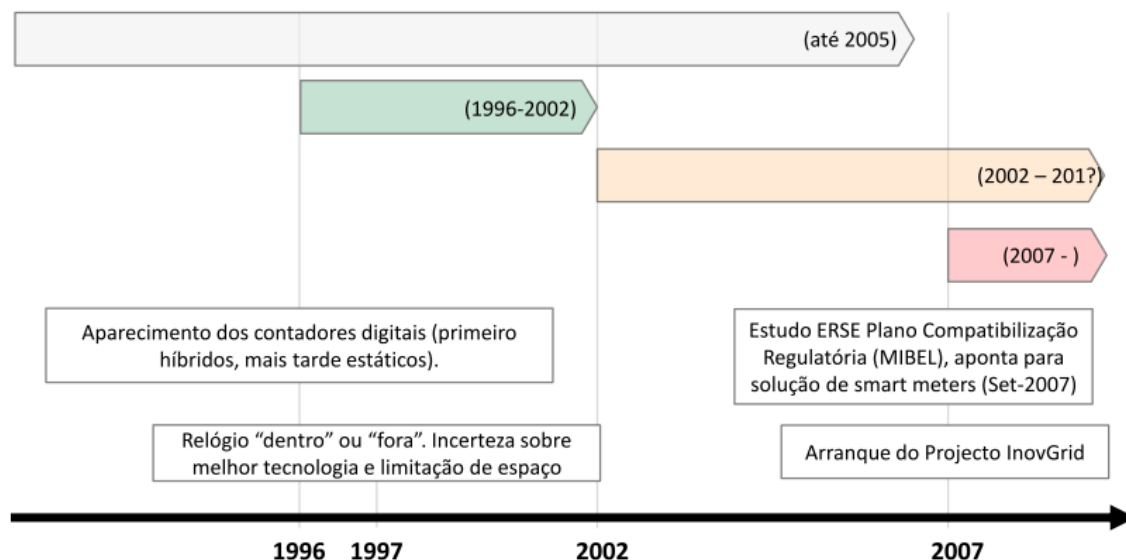 (até 2005)
(1996-2002)
(2002 – 201?)
(2007 - )
Aparecimento dos contadores digitais (primeiro
híbridos, mais tarde estáticos).
Estudo ERSE Plano Compatibilização
Regulatória (MIBEL), aponta para
solução de smart meters (Set-2007)
Relógio “dentro” ou “fora”. Incerteza sobre
melhor tecnologia e limitação de espaço
Arranque do Projecto InovGrid
1996 1997 2002 2007